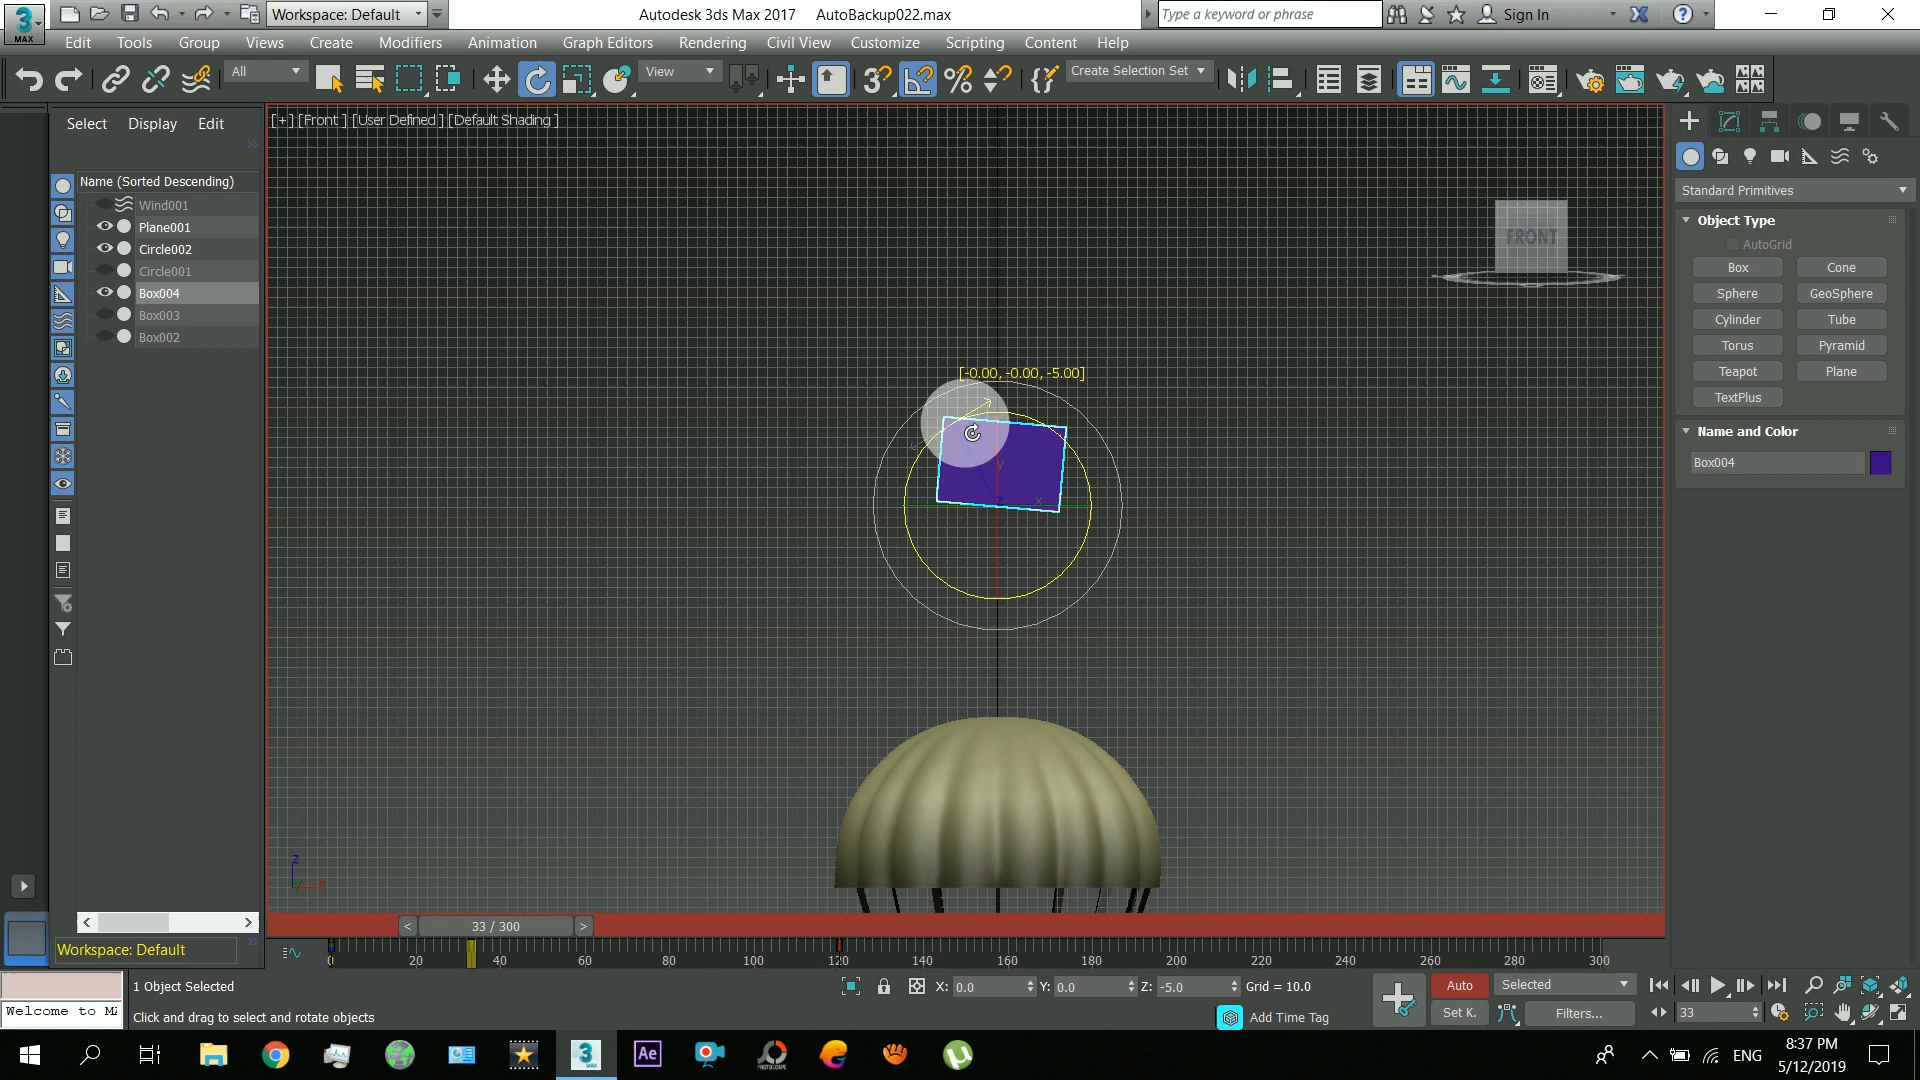 3
MAX
Workspace: Default
Autodesk 3ds Max 2017 AutoBackup022.max
Type a keyword or phrase
Sign In
Edit Tools Group Views Create Modifiers Animation Graph Editors Rendering Civil View Customize Scripting Content Help
All
View
Create Selection Set
Select Display Edit
[+] [Front ] [User Defined ] [Default Shading ]
Name (Sorted Descending)
Wind001
Plane001
Circle002
Circle001
Box004
Box003
Box002
FRONT
[-0.00, -0.00, -5.00]
y
z
x
z
y
x
Standard Primitives
Object Type
AutoGrid
Box Cone
Sphere GeoSphere
Cylinder Tube
Torus Pyramid
Teapot Plane
TextPlus
Name and Color
Box004
< 33 / 300 >
Workspace: Default
0 20 40 60 80 100 120 140 160 180 200 220 240 260 280 300
1 Object Selected
X: 0.0 Y: 0.0 Z: -5.0 Grid = 10.0
Auto Selected
Welcome to
Click and drag to select and rotate objects
Add Time Tag
Set K. Filters... 33
Ae
PHOTOSCAPE
ENG
8:37 PM
5/12/2019